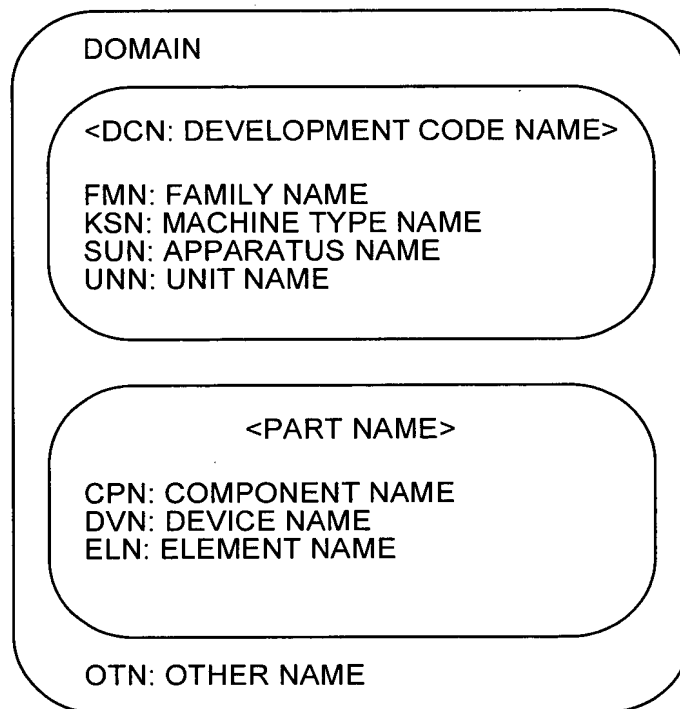 DOMAIN
<DCN: DEVELOPMENT CODE NAME>
FMN: FAMILY NAME
KSN: MACHINE TYPE NAME
SUN: APPARATUS NAME
UNN: UNIT NAME
<PART NAME>
CPN: COMPONENT NAME
DVN: DEVICE NAME
ELN: ELEMENT NAME
OTN: OTHER NAME